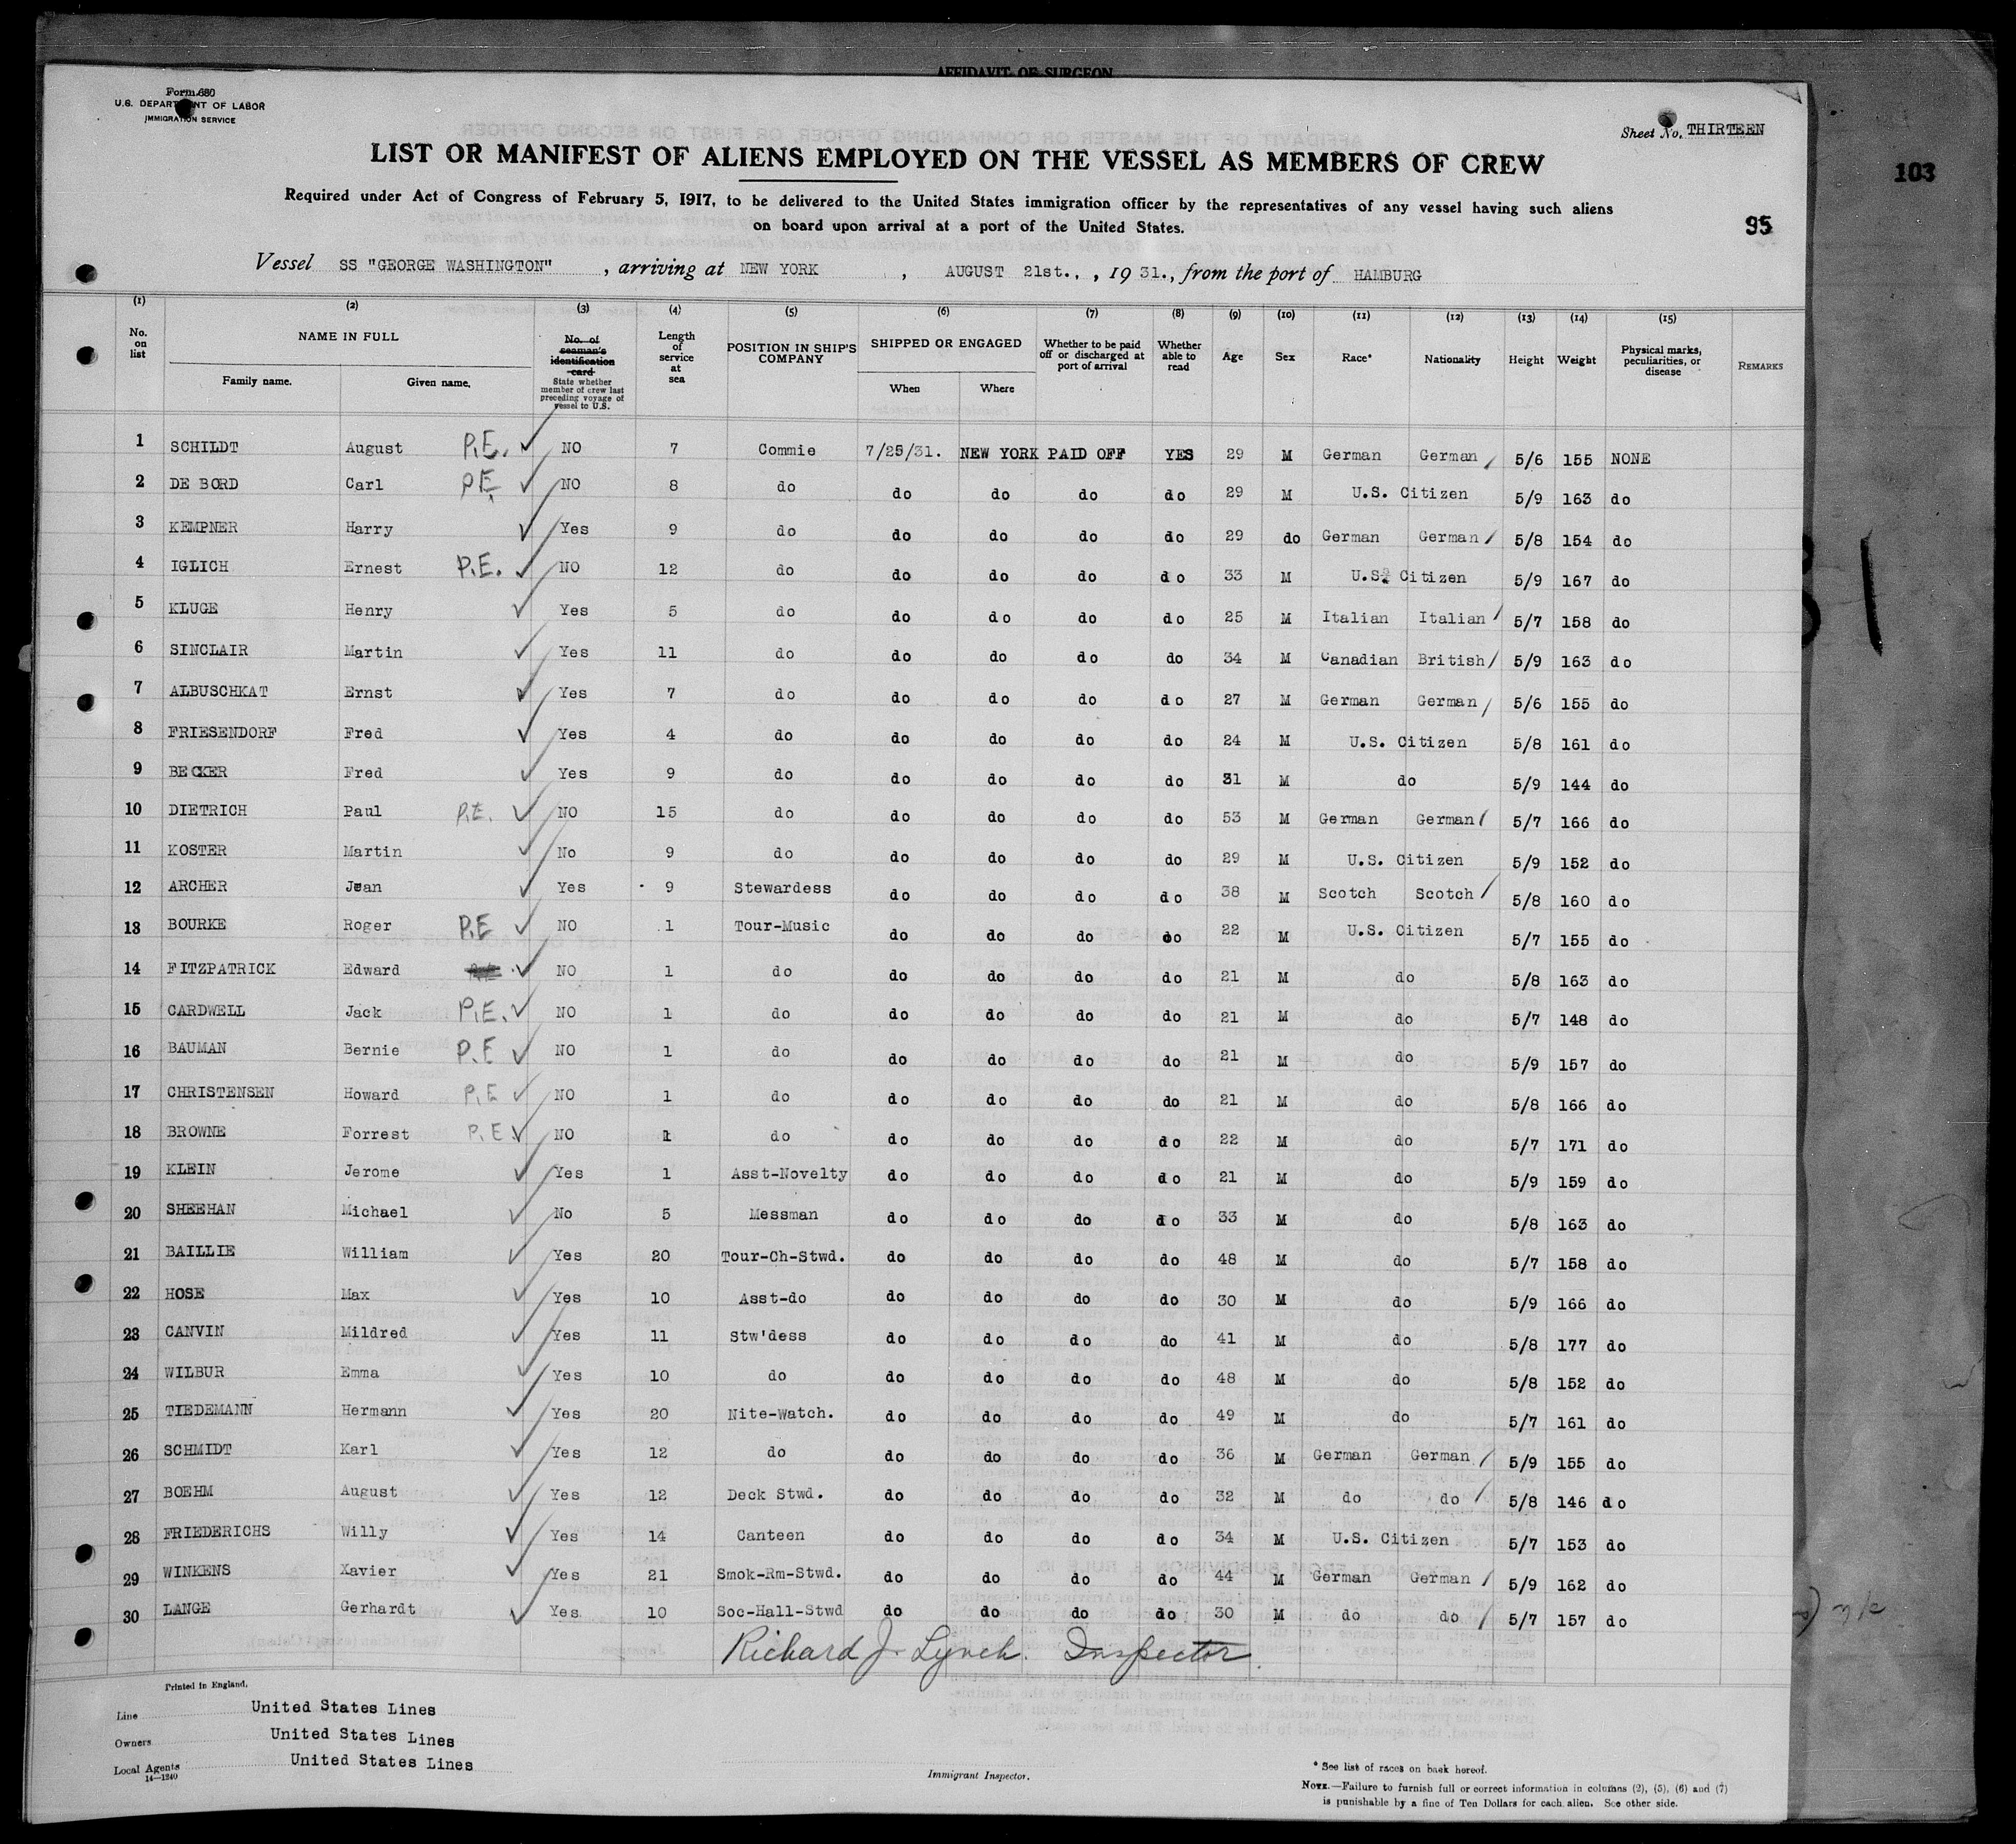 AFFIDAVIT OF SURGEON
Form 680
U.S. DEPARTMENT OF LABOR
IMMIGRATION SERVICE
Sheet No. THIRTEEN
LIST OR MANIFEST OF ALIENS EMPLOYED ON THE VESSEL AS MEMBERS OF CREW
103
Required under Act of Congress of February 5, 1917, to be delivered to the United States immigration officer by the representatives of any vessel having such aliens
on board upon arrival at a port of the United States.
95
Vessel SS "GEORGE WASHINGTON", arriving at NEW YORK, AUGUST 21st., , 1931., from the port of HAMBURG
(1) (2) (3) (4) (5) (6) (7) (8) (9) (10) (11) (12) (13) (14) (15)
No. on list
NAME IN FULL
Family name. Given name.
No. of seaman's identification card
State whether member of crew last preceding voyage of vessel to U.S.
Length of service at sea
POSITION IN SHIP'S COMPANY
SHIPPED OR ENGAGED
When Where
Whether to be paid off or discharged at port of arrival
Whether able to read
Age
Sex
Race*
Nationality
Height
Weight
Physical marks, peculiarities, or disease
REMARKS
1 SCHILDT August P.E. ✓ NO 7 Commie 7/25/31. NEW YORK PAID OFF YES 29 M German German / 5/6 155 NONE
2 DE BORD Carl P.E ✓ NO 8 do do do do do 29 M U.S. Citizen 5/9 163 do
3 KEMPNER Harry ✓ Yes 9 do do do do do 29 do German German / 5/8 154 do
4 IGLICH Ernest P.E. ✓ NO 12 do do do do do 33 M U.S. Citizen 5/9 167 do
5 KLUGE Henry ✓ Yes 5 do do do do do 25 M Italian Italian / 5/7 158 do
6 SINCLAIR Martin ✓ Yes 11 do do do do do 34 M Canadian British / 5/9 163 do
7 ALBUSCHKAT Ernst ✓ Yes 7 do do do do do 27 M German German / 5/6 155 do
8 FRIESENDORF Fred ✓ Yes 4 do do do do do 24 M U.S. Citizen 5/8 161 do
9 BECKER Fred ✓ Yes 9 do do do do do 31 M do 5/9 144 do
10 DIETRICH Paul P.E. ✓ NO 15 do do do do do 53 M German German / 5/7 166 do
11 KOSTER Martin ✓ No 9 do do do do do 29 M U.S. Citizen 5/9 152 do
12 ARCHER Jean ✓ Yes 9 Stewardess do do do do 38 M Scotch Scotch / 5/8 160 do
13 BOURKE Roger P.E ✓ NO 1 Tour-Music do do do do 22 M U.S. Citizen 5/7 155 do
14 FITZPATRICK Edward ✓ NO 1 do do do do do 21 M do 5/8 163 do
15 CARDWELL Jack P.E. ✓ NO 1 do do do do do 21 M do 5/7 148 do
16 BAUMAN Bernie P.E ✓ NO 1 do do do do do 21 M do 5/9 157 do
17 CHRISTENSEN Howard P.E ✓ NO 1 do do do do do 21 M do 5/8 166 do
18 BROWNE Forrest P.E. ✓ NO 1 do do do do do 22 M do 5/7 171 do
19 KLEIN Jerome ✓ Yes 1 Asst-Novelty do do do do 21 M do 5/9 159 do
20 SHEEHAN Michael ✓ No 5 Messman do do do do 33 M do 5/8 163 do
21 BAILLIE William ✓ Yes 20 Tour-Ch-Stwd. do do do do 48 M do 5/7 158 do
22 HOSE Max ✓ Yes 10 Asst-do do do do do 30 M do 5/9 166 do
23 CANVIN Mildred ✓ Yes 11 Stw'dess do do do do 41 M do 5/8 177 do
24 WILBUR Emma ✓ Yes 10 do do do do do 48 M do 5/8 152 do
25 TIEDEMANN Hermann ✓ Yes 20 Nite-Watch. do do do do 49 M do 5/7 161 do
26 SCHMIDT Karl ✓ Yes 12 do do do do do 36 M German German / 5/9 155 do
27 BOEHM August ✓ Yes 12 Deck Stwd. do do do do 32 M do do / 5/8 146 do
28 FRIEDERICHS Willy ✓ Yes 14 Canteen do do do do 34 M U.S. Citizen 5/7 153 do
29 WINKENS Xavier ✓ Yes 21 Smok-Rm-Stwd. do do do do 44 M German German / 5/9 162 do
30 LANGE Gerhardt ✓ Yes 10 Soc-Hall-Stwd do do do do 30 M do do / 5/7 157 do
Richard J. Lynch. Inspector.
Printed in England.
Line United States Lines
Owners United States Lines
Local Agents United States Lines
14—1240
Immigrant Inspector.
* See list of races on back hereof.
NOTE.—Failure to furnish full or correct information in columns (2), (5), (6) and (7)
is punishable by a fine of Ten Dollars for each alien. See other side.